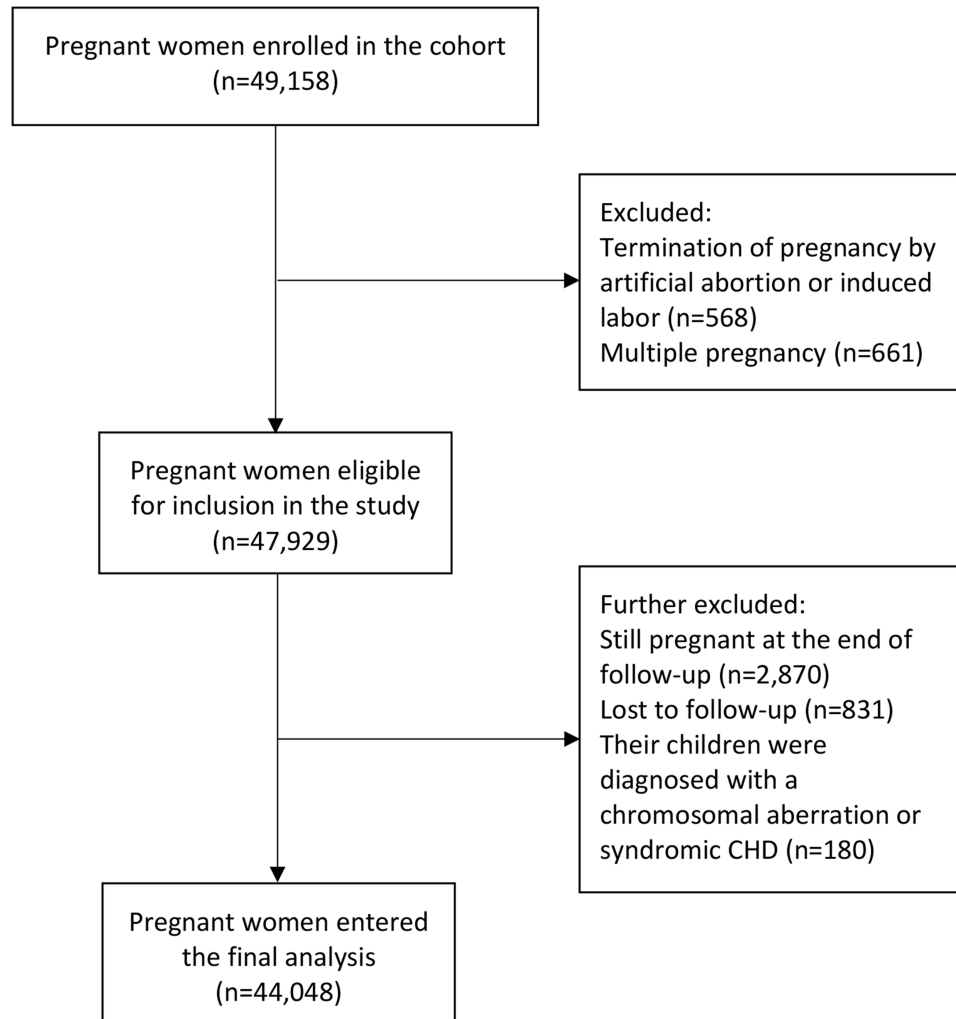 Pregnant women enrolled in the cohort
(n=49,158)
Excluded:
Termination of pregnancy by
artificial abortion or induced
labor (n=568)
Multiple pregnancy (n=661)
Pregnant women eligible
for inclusion in the study
(n=47,929)
Further excluded:
Still pregnant at the end of
follow-up (n=2,870)
Lost to follow-up (n=831)
Their children were
diagnosed with a
chromosomal aberration or
syndromic CHD (n=180)
Pregnant women entered
the final analysis
(n=44,048)